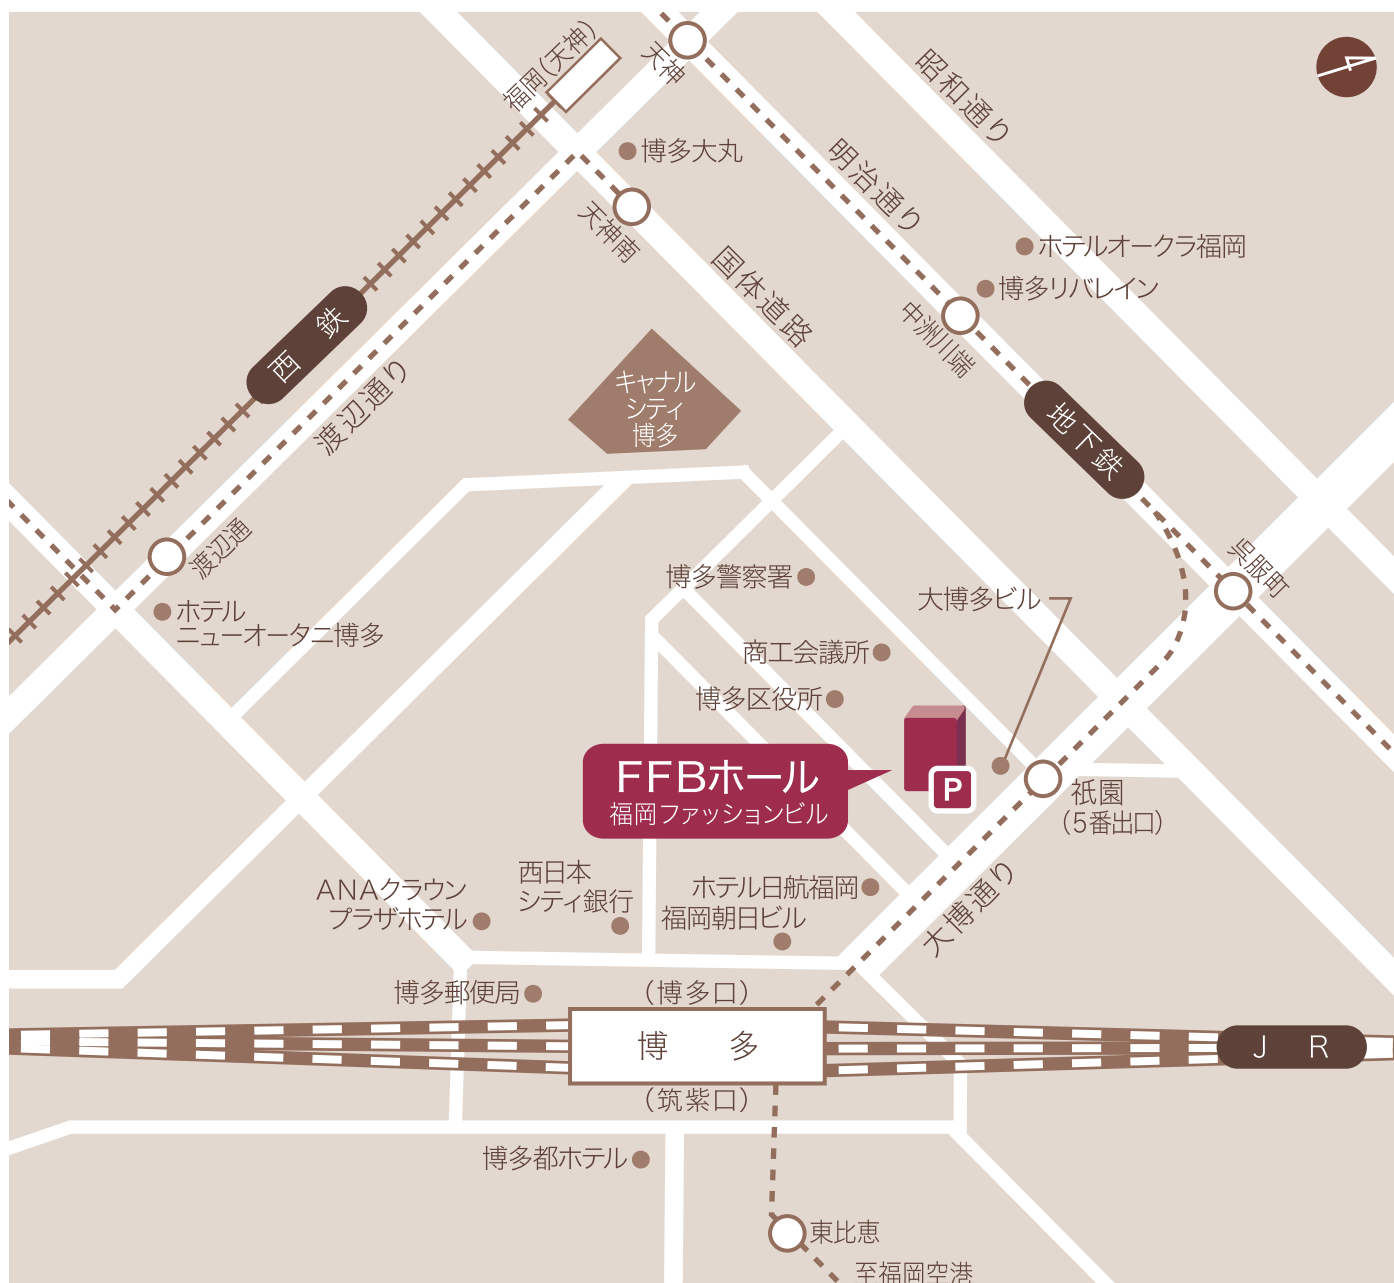 福岡(天神)
天神
昭和通り
博多大丸
明治通り
天神南
国体道路
ホテルオークラ福岡
博多リバレイン
中洲川端
西鉄
渡辺通り
キャナル
シティ
博多
地下鉄
渡辺通
呉服町
博多警察署
大博多ビル
ホテル
ニューオータニ博多
商工会議所
博多区役所
FFBホール
福岡ファッションビル
P
祇園
(5番出口)
西日本
シティ銀行
ANAクラウン
プラザホテル
ホテル日航福岡
福岡朝日ビル
大博通り
博多郵便局
(博多口)
博多
JR
(筑紫口)
博多都ホテル
東比恵
至福岡空港